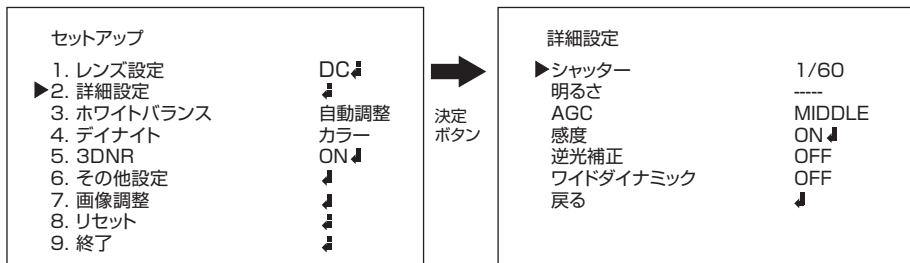 セットアップ
1. レンズ設定 DC↲
▶2. 詳細設定 ↲
3. ホワイトバランス 自動調整
4. デイナイト カラー
5. 3DNR ON↲
6. その他設定 ↲
7. 画像調整 ↲
8. リセット ↲
9. 終了 ↲
決定
ボタン
詳細設定
▶シャッター 1/60
明るさ -----
AGC MIDDLE
感度 ON↲
逆光補正 OFF
ワイドダイナミック OFF
戻る ↲